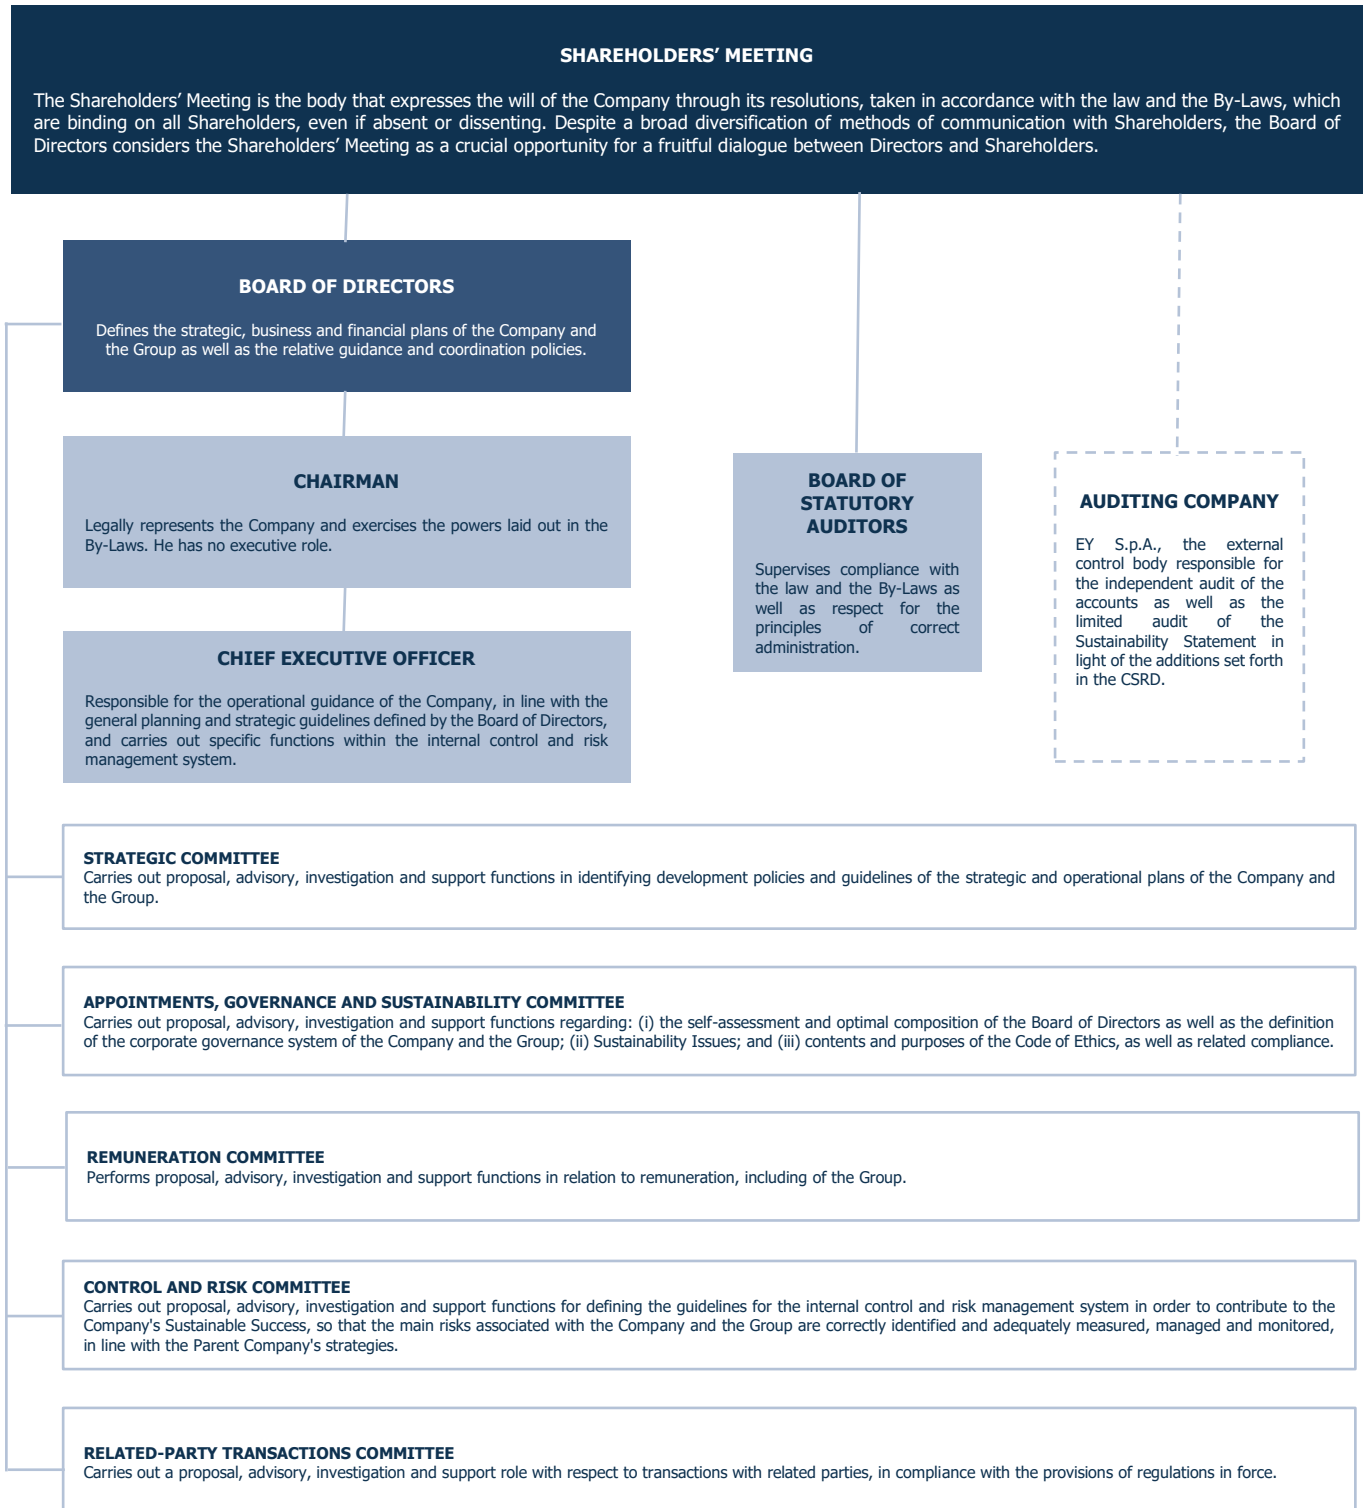 SHAREHOLDERS’ MEETING
The Shareholders’ Meeting is the body that expresses the will of the Company through its resolutions, taken in accordance with the law and the By-Laws, which
are binding on all Shareholders, even if absent or dissenting. Despite a broad diversification of methods of communication with Shareholders, the Board of
Directors considers the Shareholders’ Meeting as a crucial opportunity for a fruitful dialogue between Directors and Shareholders.
BOARD OF DIRECTORS
Defines the strategic, business and financial plans of the Company and
the Group as well as the relative guidance and coordination policies.
CHAIRMAN
Legally represents the Company and exercises the powers laid out in the
By-Laws. He has no executive role.
CHIEF EXECUTIVE OFFICER
Responsible for the operational guidance of the Company, in line with the
general planning and strategic guidelines defined by the Board of Directors,
and carries out specific functions within the internal control and risk
management system.
BOARD OF
STATUTORY
AUDITORS
Supervises compliance with
the law and the By-Laws as
well as respect for the
principles of correct
administration.
AUDITING COMPANY
EY S.p.A., the external
control body responsible for
the independent audit of the
accounts as well as the
limited audit of the
Sustainability Statement in
light of the additions set forth
in the CSRD.
STRATEGIC COMMITTEE
Carries out proposal, advisory, investigation and support functions in identifying development policies and guidelines of the strategic and operational plans of the Company and
the Group.
APPOINTMENTS, GOVERNANCE AND SUSTAINABILITY COMMITTEE
Carries out proposal, advisory, investigation and support functions regarding: (i) the self-assessment and optimal composition of the Board of Directors as well as the definition
of the corporate governance system of the Company and the Group; (ii) Sustainability Issues; and (iii) contents and purposes of the Code of Ethics, as well as related compliance.
REMUNERATION COMMITTEE
Performs proposal, advisory, investigation and support functions in relation to remuneration, including of the Group.
CONTROL AND RISK COMMITTEE
Carries out proposal, advisory, investigation and support functions for defining the guidelines for the internal control and risk management system in order to contribute to the
Company's Sustainable Success, so that the main risks associated with the Company and the Group are correctly identified and adequately measured, managed and monitored,
in line with the Parent Company's strategies.
RELATED-PARTY TRANSACTIONS COMMITTEE
Carries out a proposal, advisory, investigation and support role with respect to transactions with related parties, in compliance with the provisions of regulations in force.